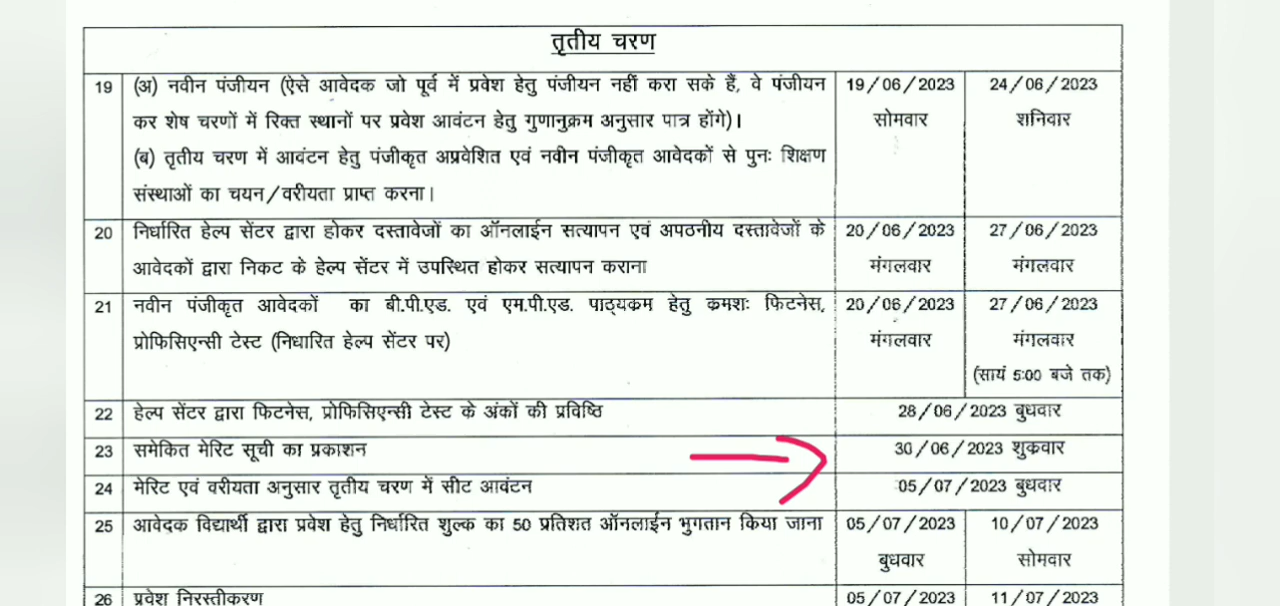 तृतीय चरण
19 (अ) नवीन पंजीयन (ऐसे आवेदक जो पूर्व में प्रवेश हेतु पंजीयन नहीं करा सके हैं, वे पंजीयन 19/06/2023 24/06/2023
कर शेष चरणों में रिक्त स्थानों पर प्रवेश आवंटन हेतु गुणानुक्रम अनुसार पात्र होंगे)। सोमवार शनिवार
(ब) तृतीय चरण में आवंटन हेतु पंजीकृत अप्रवेशित एवं नवीन पंजीकृत आवेदकों से पुनः शिक्षण
संस्थाओं का चयन/वरीयता प्राप्त करना।
20 निर्धारित हेल्प सेंटर द्वारा होकर दस्तावेजों का ऑनलाईन सत्यापन एवं अपठनीय दस्तावेजों के 20/06/2023 27/06/2023
आवेदकों द्वारा निकट के हेल्प सेंटर में उपस्थित होकर सत्यापन कराना मंगलवार मंगलवार
21 नवीन पंजीकृत आवेदकों का बी.पी.एड. एवं एम.पी.एड. पाठ्यक्रम हेतु क्रमशः फिटनेस, 20/06/2023 27/06/2023
प्रोफिसिएन्सी टेस्ट (निधारित हेल्प सेंटर पर) मंगलवार मंगलवार
(सायं 5:00 बजे तक)
22 हेल्प सेंटर द्वारा फिटनेस, प्रोफिसिएन्सी टेस्ट के अंकों की प्रविष्ठि 28/06/2023 बुधवार
23 समेकित मेरिट सूची का प्रकाशन 30/06/2023 शुक्रवार
24 मेरिट एवं वरीयता अनुसार तृतीय चरण में सीट आवंटन 05/07/2023 बुधवार
25 आवेदक विद्यार्थी द्वारा प्रवेश हेतु निर्धारित शुल्क का 50 प्रतिशत ऑनलाईन भुगतान किया जाना 05/07/2023 10/07/2023
बुधवार सोमवार
26 प्रवेश निरस्तीकरण 05/07/2023 11/07/2023